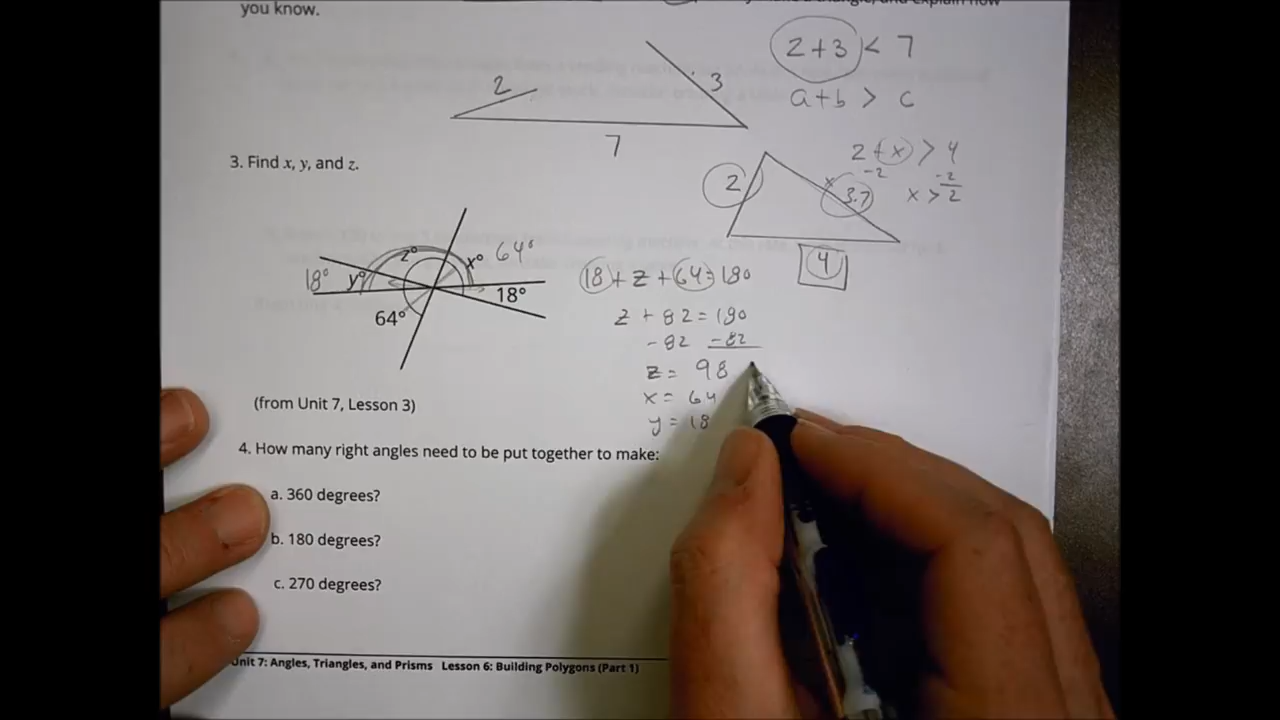 you know.
2 + 3 < 7
a + b > c
2
3
7
3. Find x, y, and z.
2 + x > 4
-2 -2
x > 2
2
x
3.7
4
z°
x°
64°
18°
y°
18°
64°
18 + z + 64 = 180
z + 82 = 180
-82 -82
z = 98
x = 64
y = 18
(from Unit 7, Lesson 3)
4. How many right angles need to be put together to make:
a. 360 degrees?
b. 180 degrees?
c. 270 degrees?
Unit 7: Angles, Triangles, and Prisms Lesson 6: Building Polygons (Part 1)